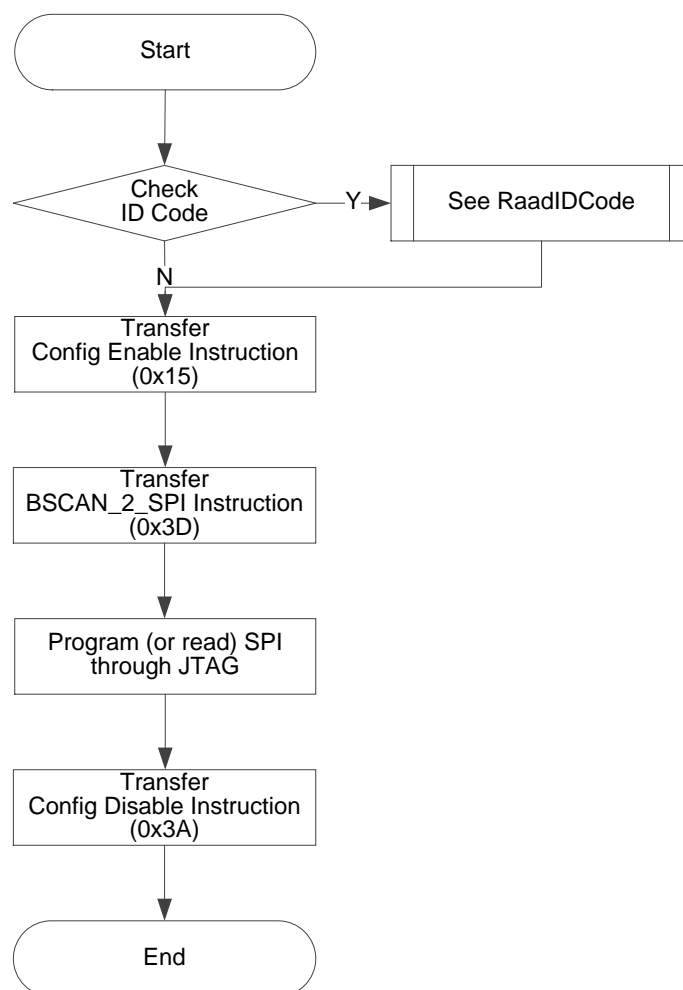 Start
Check
ID Code
Y
See RaadIDCode
N
Transfer
Config Enable Instruction
(0x15)
Transfer
BSCAN_2_SPI Instruction
(0x3D)
Program (or read) SPI
through JTAG
Transfer
Config Disable Instruction
(0x3A)
End